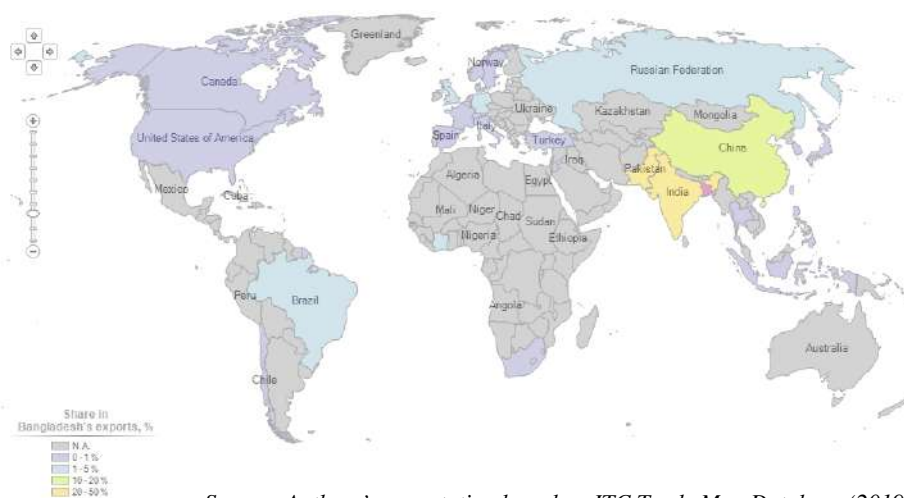 Greenland
Norway
Russian Federation
Canada
Ukraine
Kazakhstan
Mongolia
United States of America
Spain
Italy
Turkey
China
Iran
Pakistan
Mexico
Cuba
Algeria
Egypt
India
Mali
Niger
Chad
Sudan
Nigeria
Ethiopia
Peru
Brazil
Angola
Australia
Chile
Share in
Bangladesh's exports, %
N.A.
0 - 1 %
1 - 5 %
10 - 20 %
20 - 50 %